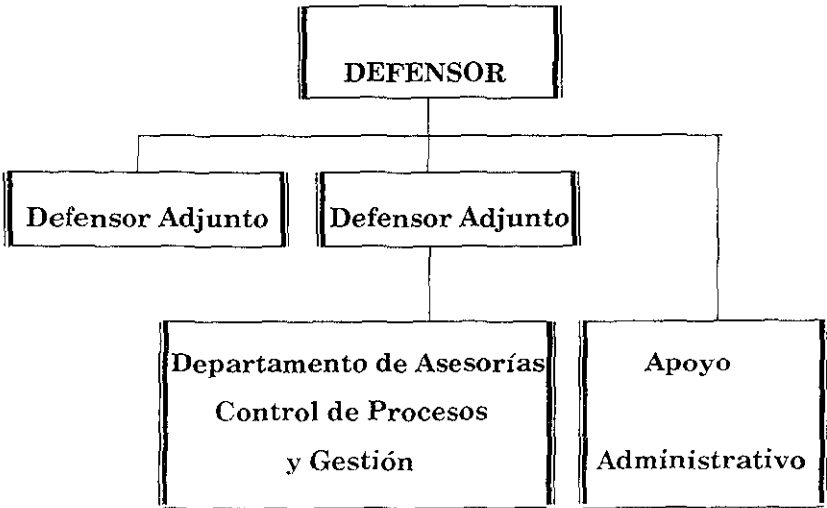 DEFENSOR
Defensor Adjunto
Defensor Adjunto
Departamento de Asesorías
Control de Procesos
y Gestión
Apoyo
Administrativo